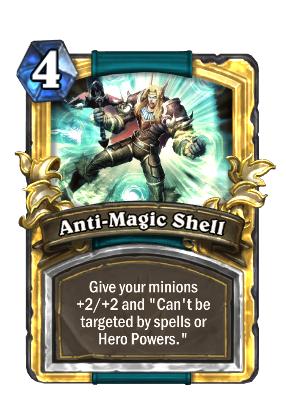 4
Anti-Magic Shell
Give your minions
+2/+2 and "Can't be
targeted by spells or
Hero Powers."